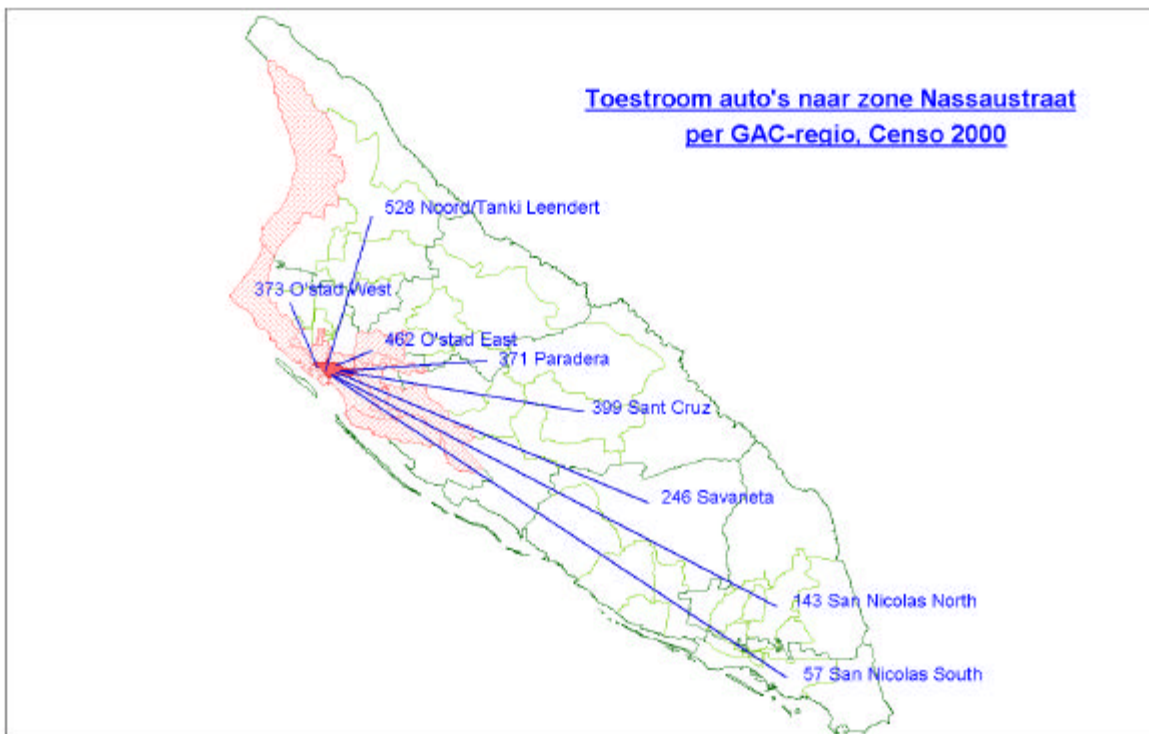 Toestroom auto's naar zone Nassaustraat
per GAC-regio, Censo 2000
528 Noord/Tanki Leendert
373 O'stad West
462 O'stad East
371 Paradera
399 Sant Cruz
246 Savaneta
143 San Nicolas North
57 San Nicolas South